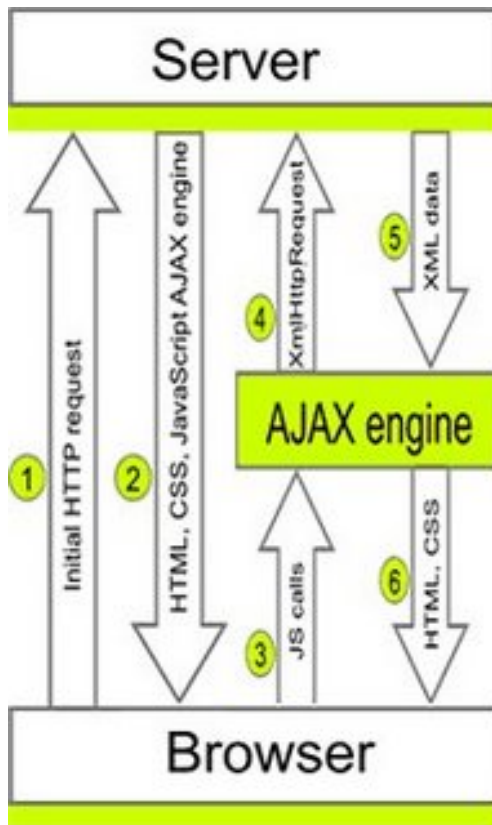 Server
1
Initial HTTP request
2
HTML, CSS, JavaScript AJAX engine
3
JS calls
4
XmlHttpRequest
5
XML data
AJAX engine
6
HTML, CSS
Browser